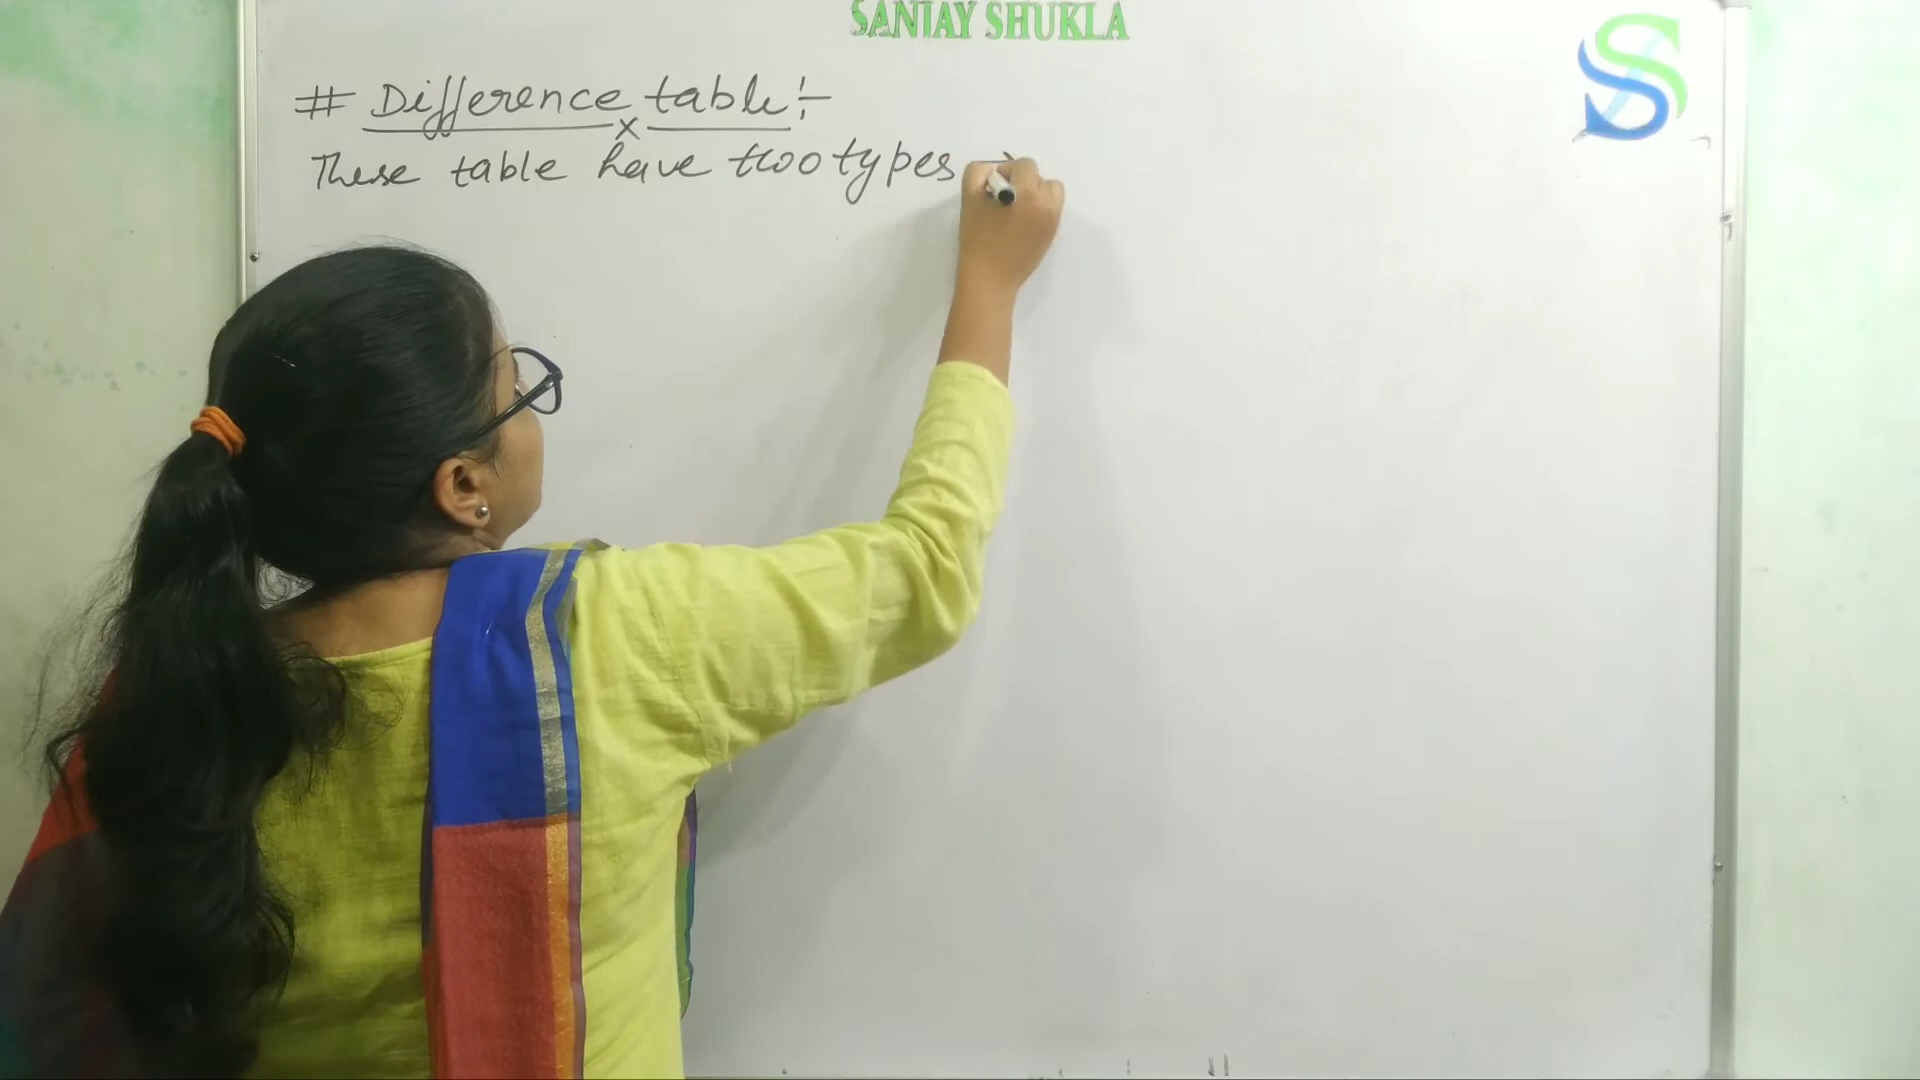 SANJAY SHUKLA
# Difference table :-
These table have two types →